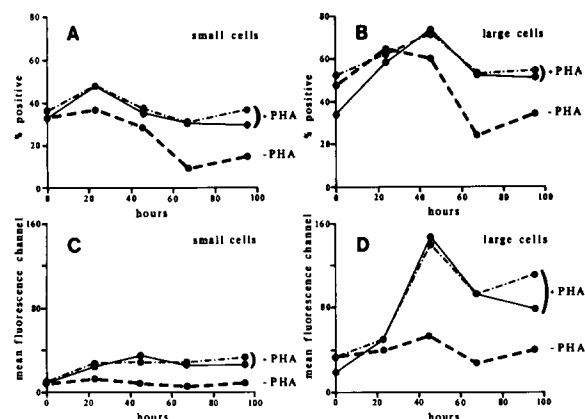 A
small cells
% positive
80
60
40
20
0
+PHA
-PHA
0
20
40
60
80
100
hours
B
large cells
% positive
80
60
40
20
0
+PHA
-PHA
0
20
40
60
80
100
hours
C
small cells
mean fluorescence channel
160
80
0
+PHA
-PHA
0
20
40
60
80
100
hours
D
large cells
mean fluorescence channel
160
80
0
+PHA
-PHA
0
20
40
60
80
100
hours